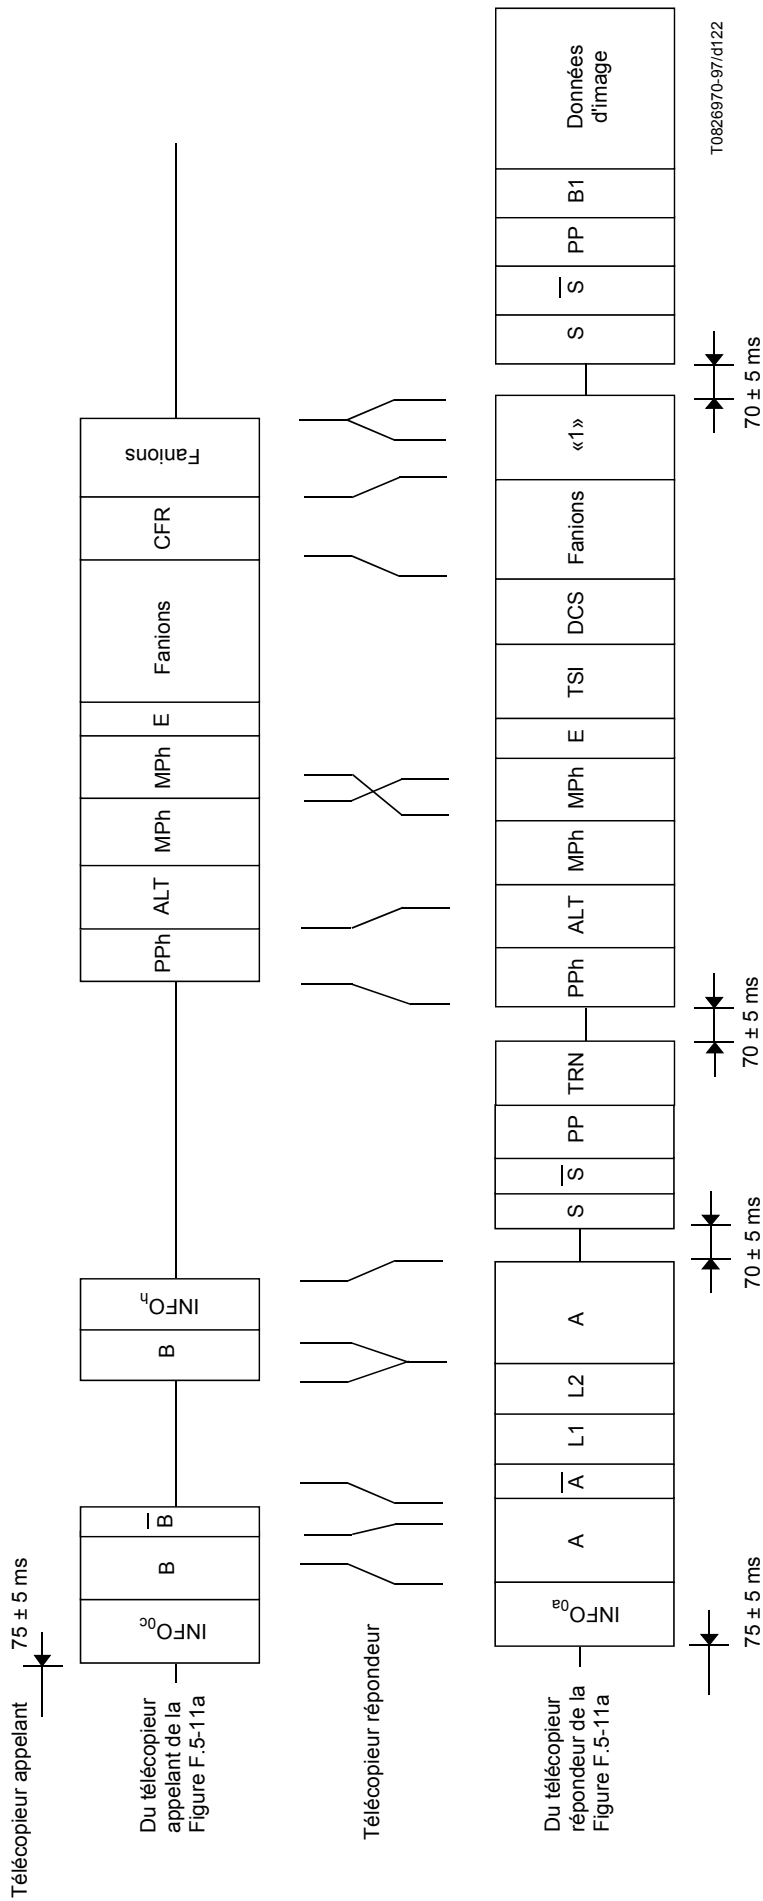 Télécopieur appelant
75 ± 5 ms
Du télécopieur
appelant de la
Figure F.5-11a
INFO0c
B
B
B
INFOh
PPh
ALT
MPh
MPh
E
Fanions
CFR
Fanions
Télécopieur répondeur
Du télécopieur
répondeur de la
Figure F.5-11a
INFO0a
A
A
L1
L2
A
S
S
PP
TRN
PPh
ALT
MPh
MPh
E
TSI
DCS
Fanions
«1»
S
S
PP
B1
Données
d'image
75 ± 5 ms
70 ± 5 ms
70 ± 5 ms
70 ± 5 ms
T0826970-97/d122